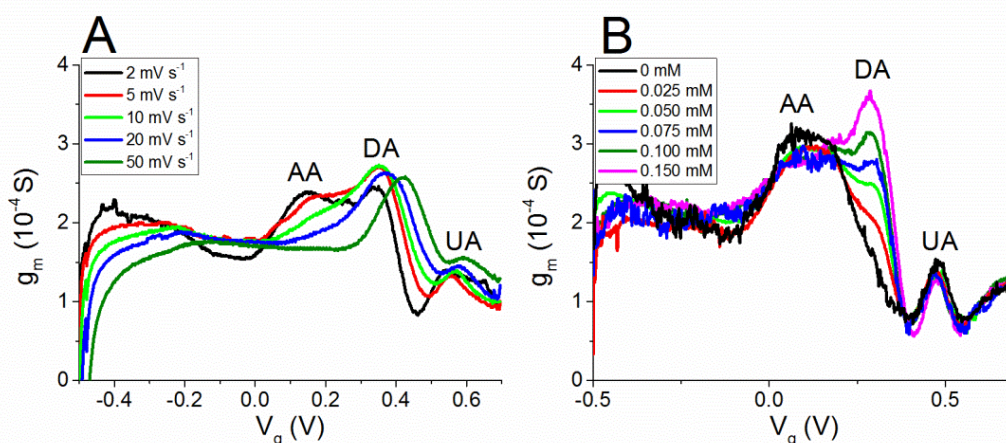 A
B
4
3
2
1
0
gm (10⁻⁴ S)
2 mV s⁻¹
5 mV s⁻¹
10 mV s⁻¹
20 mV s⁻¹
50 mV s⁻¹
AA
DA
UA
-0.4 -0.2 0.0 0.2 0.4 0.6
Vg (V)
4
3
2
1
0
gm (10⁻⁴ S)
0 mM
0.025 mM
0.050 mM
0.075 mM
0.100 mM
0.150 mM
AA
DA
UA
-0.5 0.0 0.5
Vg (V)